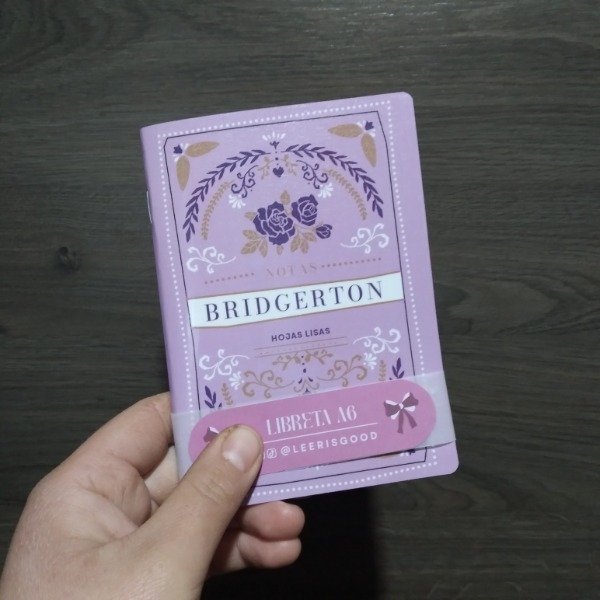 NOTAS
BRIDGERTON
HOJAS LISAS
LIBRETA A6
@LEERISGOOD